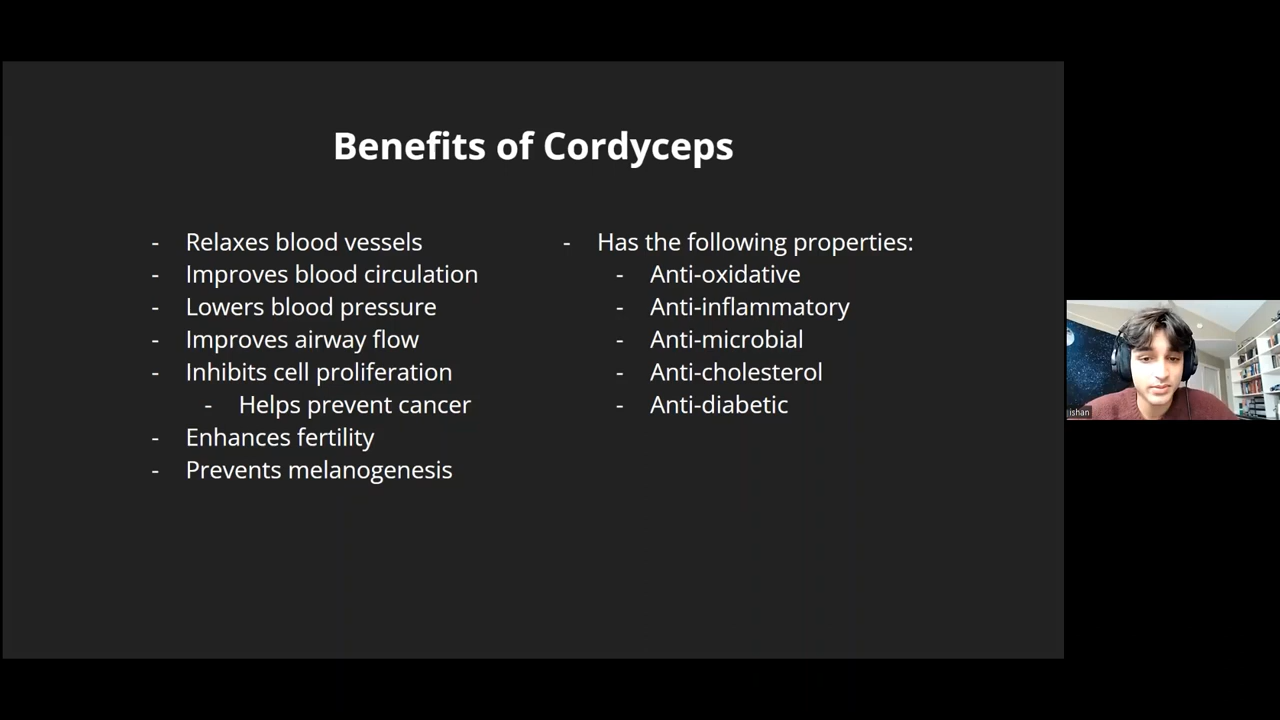 Benefits of Cordyceps
- Relaxes blood vessels
- Improves blood circulation
- Lowers blood pressure
- Improves airway flow
- Inhibits cell proliferation
- Helps prevent cancer
- Enhances fertility
- Prevents melanogenesis
- Has the following properties:
- Anti-oxidative
- Anti-inflammatory
- Anti-microbial
- Anti-cholesterol
- Anti-diabetic
ishan